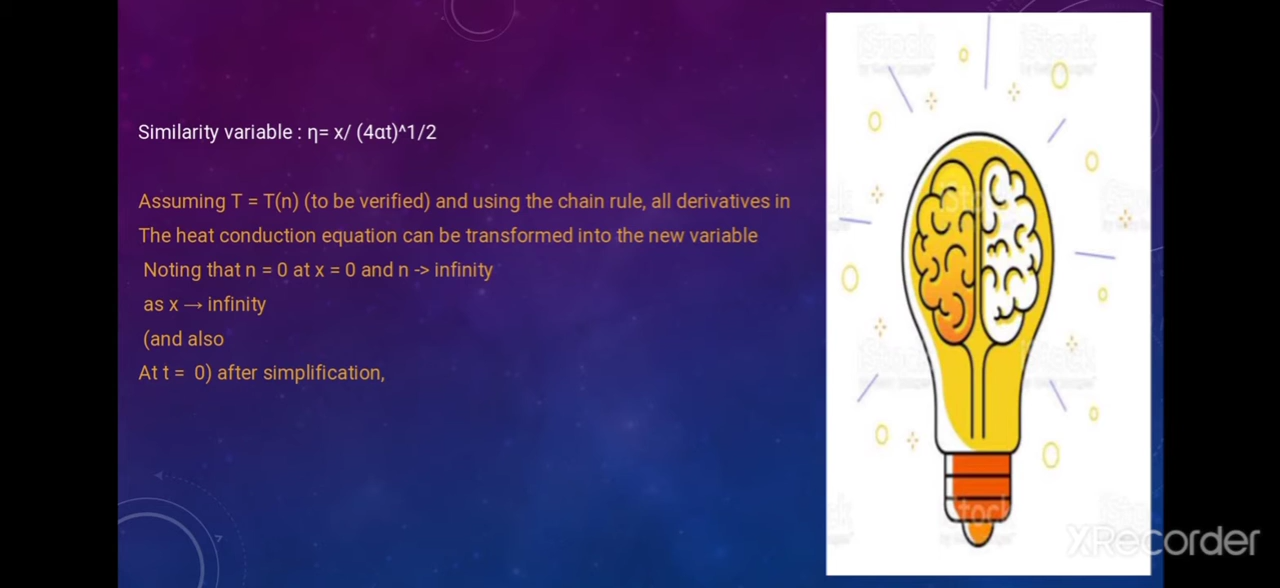 Similarity variable : η= x/ (4αt)^1/2
Assuming T = T(n) (to be verified) and using the chain rule, all derivatives in
The heat conduction equation can be transformed into the new variable
Noting that n = 0 at x = 0 and n -> infinity
as x → infinity
(and also
At t = 0) after simplification,
iStock
iStock
XRecorder